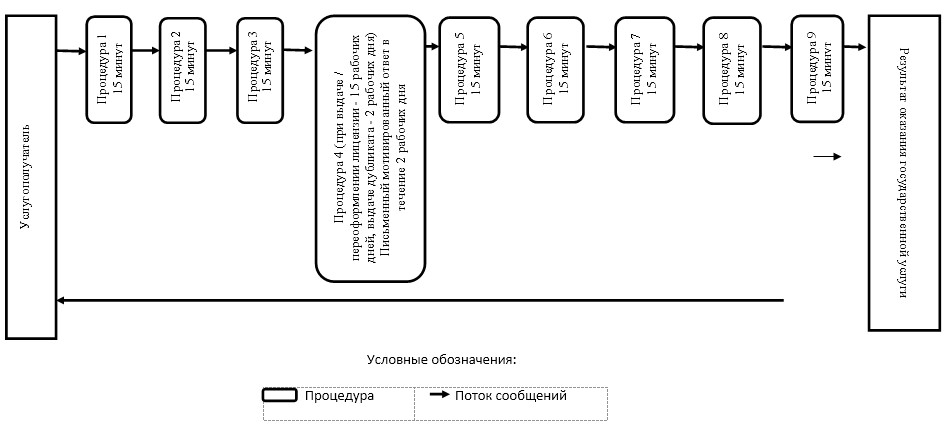 Услугополучатель
Процедура 1
15 минут
Процедура 2
15 минут
Процедура 3
15 минут
Процедура 4 (при выдаче /
переоформлении лицензии - 15 рабочих
дней, выдаче дубликата - 2 рабочих дня)
Письменный мотивированный ответ в
течение 2 рабочих дня
Процедура 5
15 минут
Процедура 6
15 минут
Процедура 7
15 минут
Процедура 8
15 минут
Процедура 9
15 минут
Результат оказания государственной услуги
Условные обозначения:
Процедура
Поток сообщений